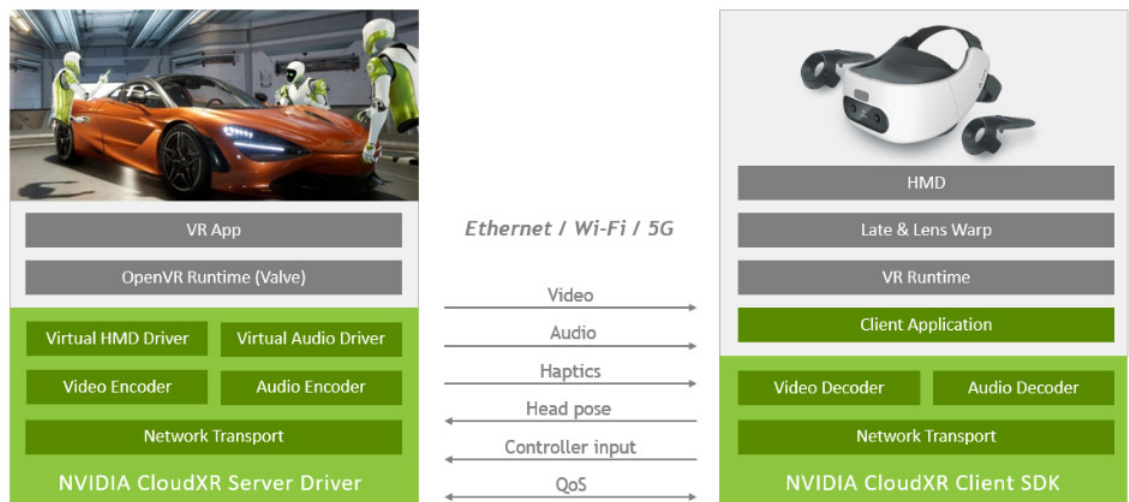 VR App
OpenVR Runtime (Valve)
Virtual HMD Driver
Virtual Audio Driver
Video Encoder
Audio Encoder
Network Transport
NVIDIA CloudXR Server Driver
Ethernet / Wi-Fi / 5G
Video
Audio
Haptics
Head pose
Controller input
QoS
HMD
Late & Lens Warp
VR Runtime
Client Application
Video Decoder
Audio Decoder
Network Transport
NVIDIA CloudXR Client SDK